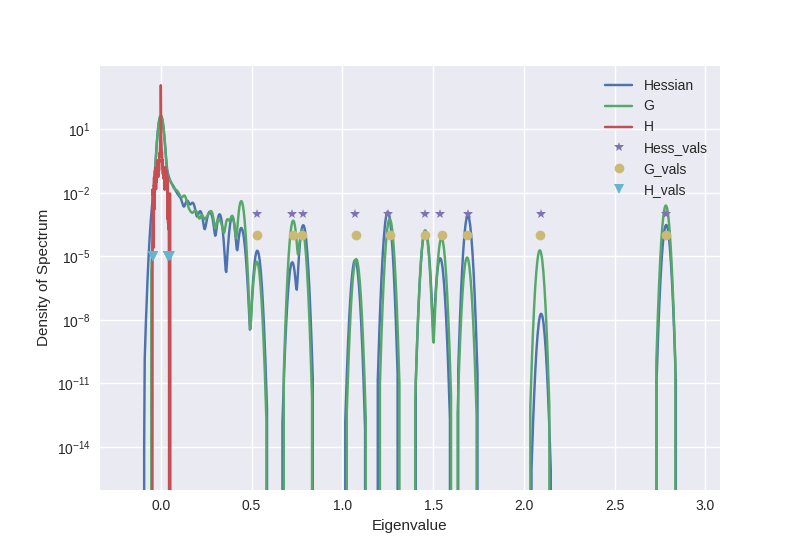 Hessian
G
H
Hess_vals
G_vals
H_vals
10^1
10^−2
10^−5
10^−8
10^−11
10^−14
Density of Spectrum
0.0 0.5 1.0 1.5 2.0 2.5 3.0
Eigenvalue